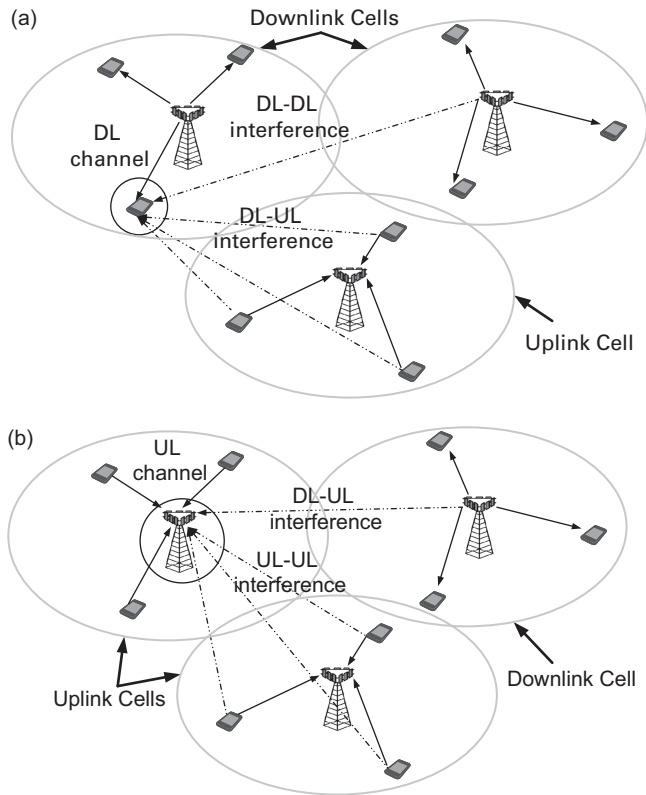 (a)
Downlink Cells
DL-DL
interference
DL
channel
DL-UL
interference
Uplink Cell
(b)
UL
channel
DL-UL
interference
UL-UL
interference
Uplink Cells
Downlink Cell